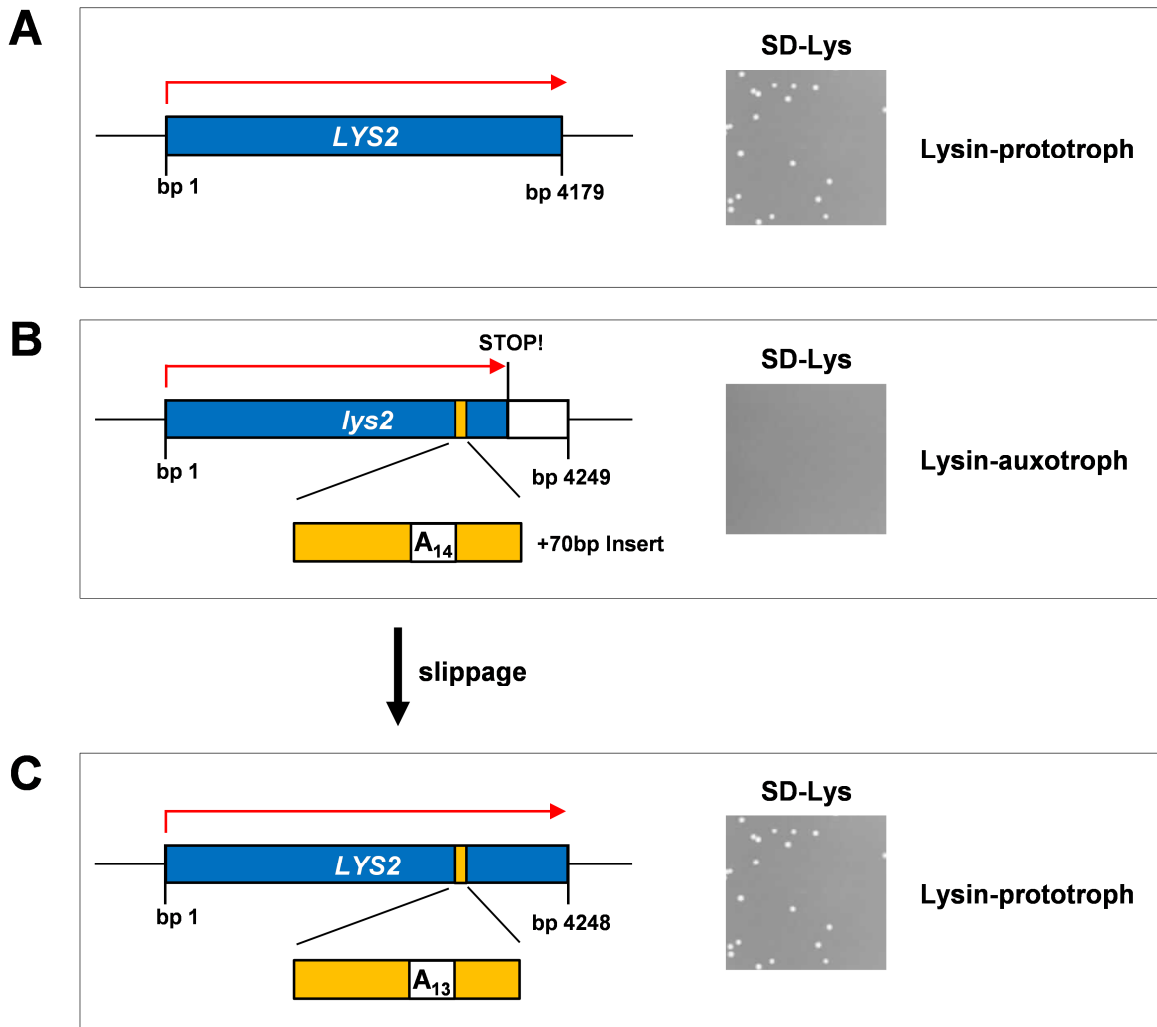 A
SD-Lys
LYS2
Lysin-prototroph
bp 1
bp 4179
B
STOP!
SD-Lys
lys2
Lysin-auxotroph
bp 1
bp 4249
A14
+70bp Insert
slippage
C
SD-Lys
LYS2
Lysin-prototroph
bp 1
bp 4248
A13